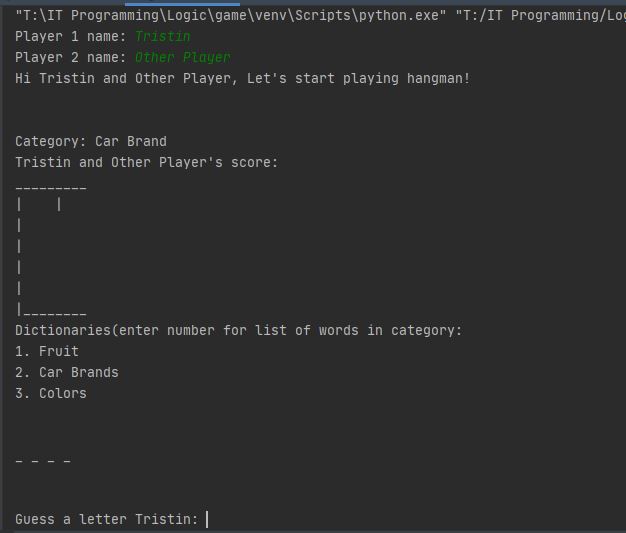 "T:\IT Programming\Logic\game\venv\Scripts\python.exe" "T:/IT Programming/Log
Player 1 name: Tristin
Player 2 name: Other Player
Hi Tristin and Other Player, Let's start playing hangman!
Category: Car Brand
Tristin and Other Player's score:
_________
|    |
|
|
|
|
|________
Dictionaries(enter number for list of words in category:
1. Fruit
2. Car Brands
3. Colors
_ _ _ _
Guess a letter Tristin: